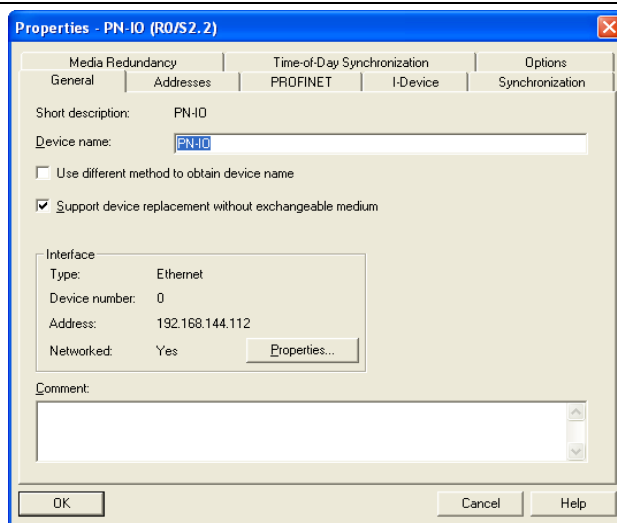 Properties - PN-IO (R0/S2.2)
Media Redundancy Time-of-Day Synchronization Options
General Addresses PROFINET I-Device Synchronization
Short description: PN-IO
Device name: PN-IO
Use different method to obtain device name
Support device replacement without exchangeable medium
Interface
Type: Ethernet
Device number: 0
Address: 192.168.144.112
Networked: Yes Properties...
Comment:
OK Cancel Help